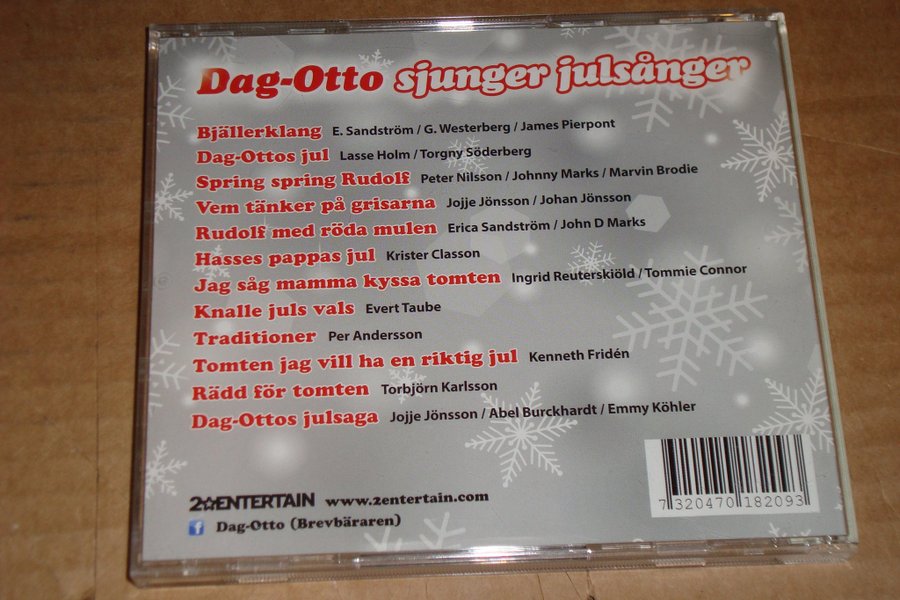 Dag-Otto sjunger julsånger
Bjällerklang E. Sandström / G. Westerberg / James Pierpont
Dag-Ottos jul Lasse Holm / Torgny Söderberg
Spring spring Rudolf Peter Nilsson / Johnny Marks / Marvin Brodie
Vem tänker på grisarna Jojje Jönsson / Johan Jönsson
Rudolf med röda mulen Erica Sandström / John D Marks
Hasses pappas jul Krister Classon
Jag såg mamma kyssa tomten Ingrid Reuterskiöld / Tommie Connor
Knalle juls vals Evert Taube
Traditioner Per Andersson
Tomten jag vill ha en riktig jul Kenneth Fridén
Rädd för tomten Torbjörn Karlsson
Dag-Ottos julsaga Jojje Jönsson / Abel Burckhardt / Emmy Köhler
2ENTERTAIN www.2entertain.com
f Dag-Otto (Brevbäraren)
7 320470 182093